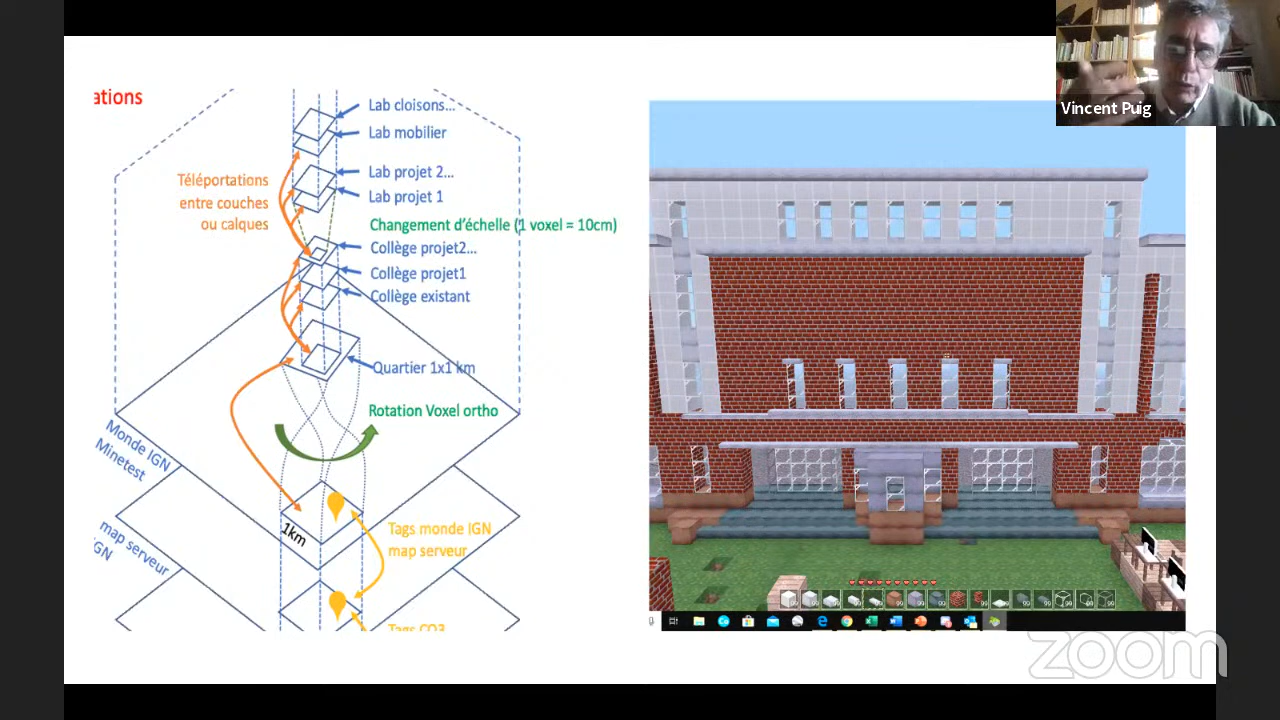 ations
Lab cloisons...
Lab mobilier
Téléportations
entre couches
ou calques
Lab projet 2...
Lab projet 1
Changement d'échelle (1 voxel = 10cm)
Collège projet2...
Collège projet1
Collège existant
Quartier 1x1 km
Rotation Voxel ortho
Monde IGN
Minetest
1km
Tags monde IGN
map serveur
map serveur
IGN
Tags CO3
Vincent Puig
zoom